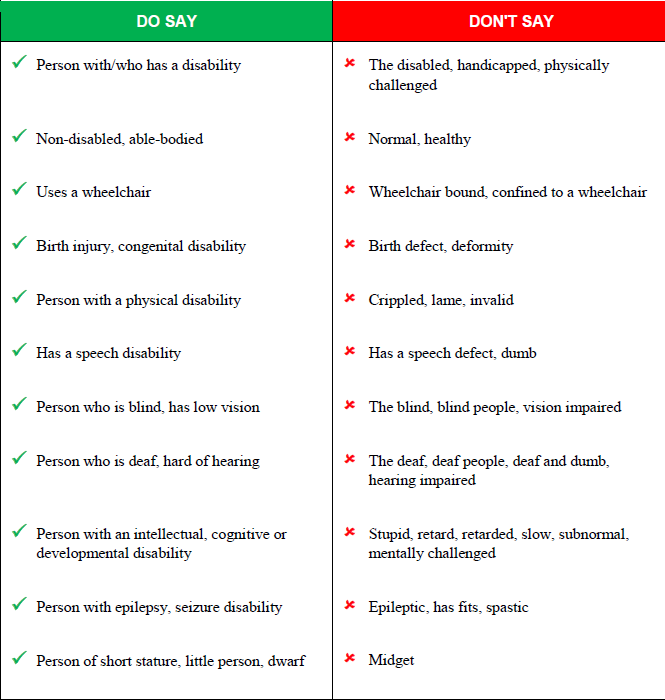 DO SAY
DON'T SAY
Person with/who has a disability
The disabled, handicapped, physically
challenged
Non-disabled, able-bodied
Normal, healthy
Uses a wheelchair
Wheelchair bound, confined to a wheelchair
Birth injury, congenital disability
Birth defect, deformity
Person with a physical disability
Crippled, lame, invalid
Has a speech disability
Has a speech defect, dumb
Person who is blind, has low vision
The blind, blind people, vision impaired
Person who is deaf, hard of hearing
The deaf, deaf people, deaf and dumb,
hearing impaired
Person with an intellectual, cognitive or
developmental disability
Stupid, retard, retarded, slow, subnormal,
mentally challenged
Person with epilepsy, seizure disability
Epileptic, has fits, spastic
Person of short stature, little person, dwarf
Midget